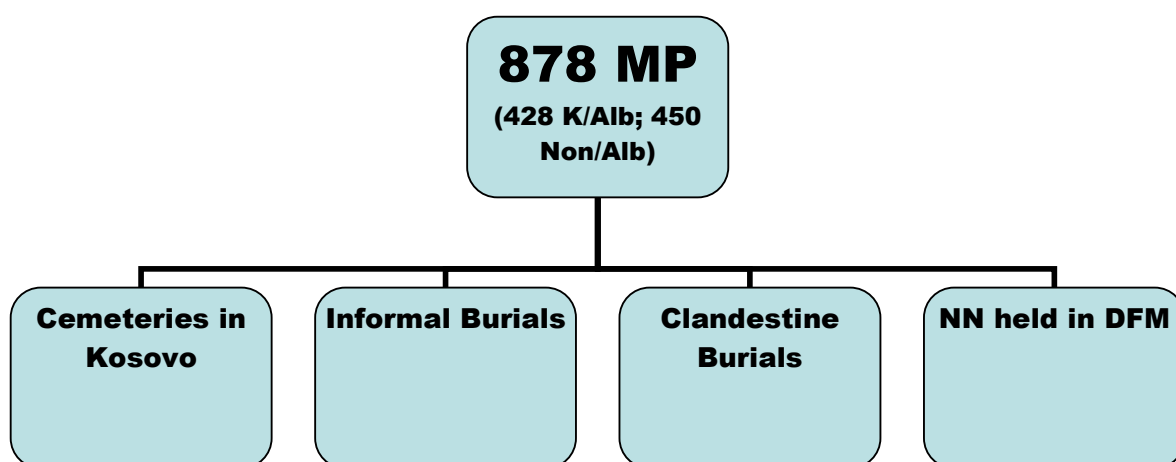 878 MP
(428 K/Alb; 450
Non/Alb)
Cemeteries in
Kosovo
Informal Burials
Clandestine
Burials
NN held in DFM